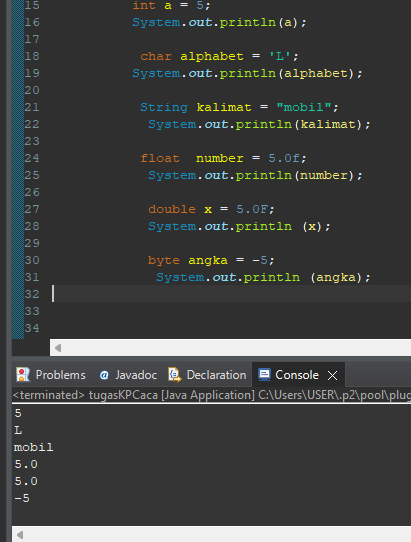 15 int a = 5;
16 System.out.println(a);
17
18 char alphabet = 'L';
19 System.out.println(alphabet);
20
21 String kalimat = "mobil";
22 System.out.println(kalimat);
23
24 float  number = 5.0f;
25 System.out.println(number);
26
27 double x = 5.0F;
28 System.out.println (x);
29
30 byte angka = -5;
31 System.out.println (angka);
32
33
34
Problems @ Javadoc Declaration Console
<terminated> tugasKPCaca [Java Application] C:\Users\USER\.p2\pool\plug
5
L
mobil
5.0
5.0
-5